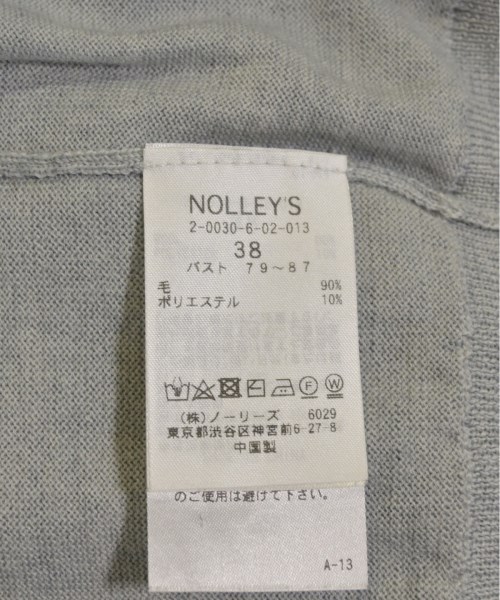 NOLLEY'S
2-0030-6-02-013
38
バスト 79～87
毛 90%
ポリエステル 10%
F W
(株)ノーリーズ 6029
東京都渋谷区神宮前6-27-8
中国製
のご使用は避けて下さい。
A-13